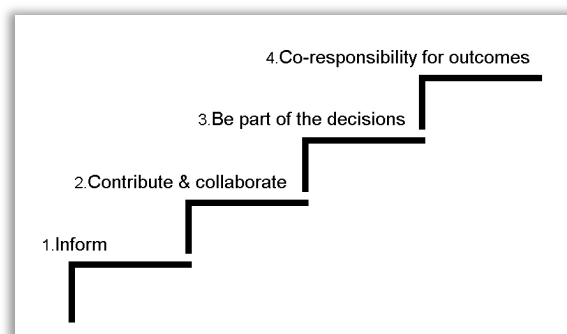 4.Co-responsibility for outcomes
3.Be part of the decisions
2.Contribute & collaborate
1.Inform